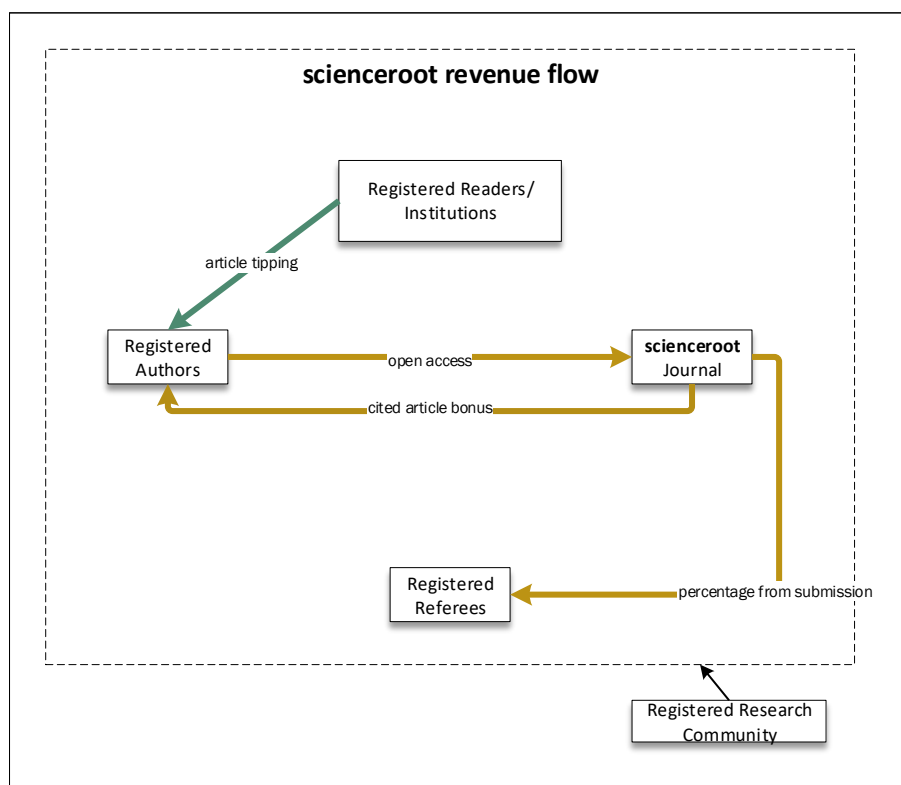 scienceroot revenue flow
Registered Readers/
Institutions
article tipping
Registered
Authors
open access
scienceroot
Journal
cited article bonus
Registered
Referees
percentage from submission
Registered Research
Community